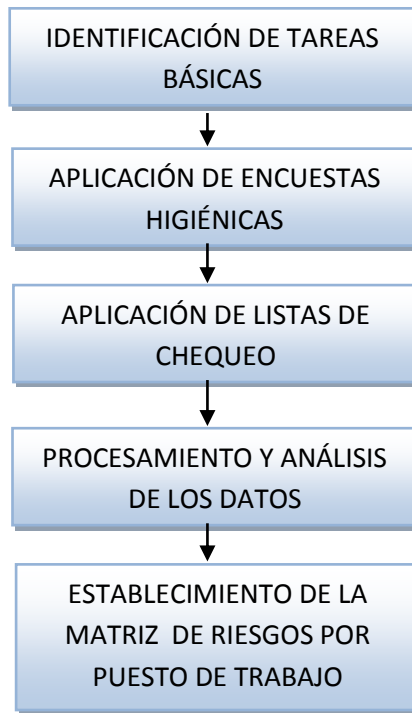 IDENTIFICACIÓN DE TAREAS
BÁSICAS
APLICACIÓN DE ENCUESTAS
HIGIÉNICAS
APLICACIÓN DE LISTAS DE
CHEQUEO
PROCESAMIENTO Y ANÁLISIS
DE LOS DATOS
ESTABLECIMIENTO DE LA
MATRIZ DE RIESGOS POR
PUESTO DE TRABAJO